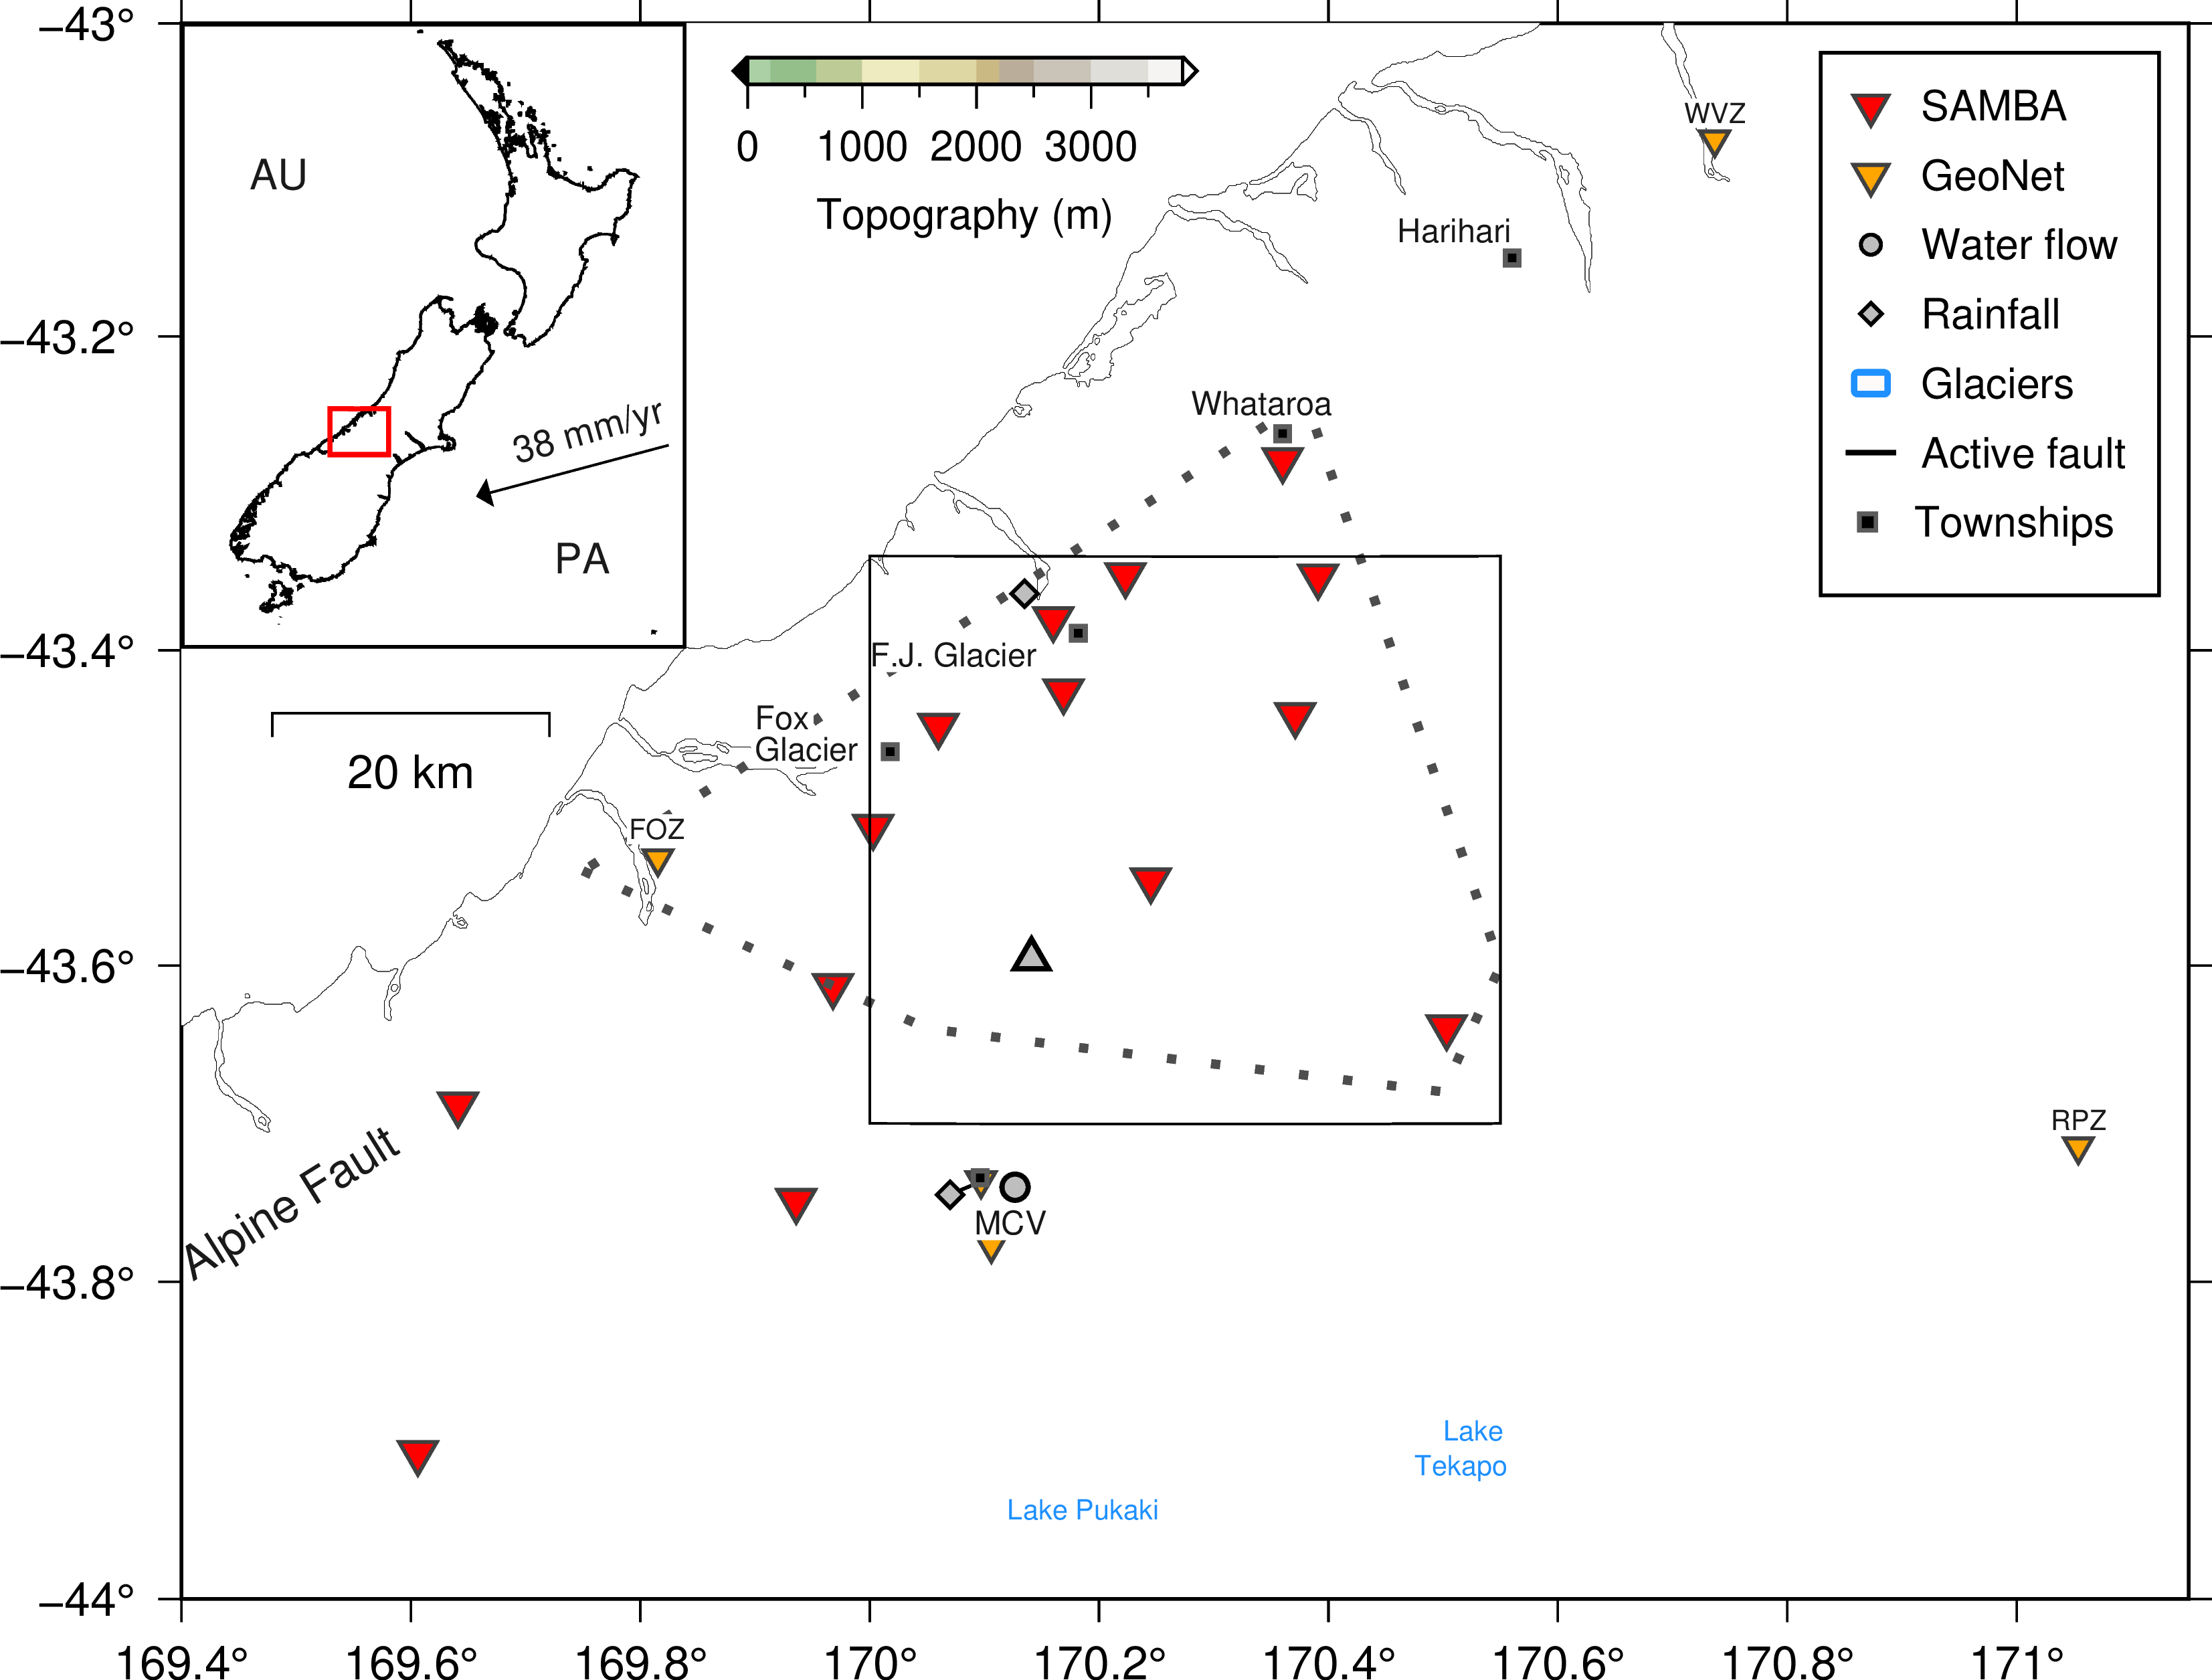 −43°
−43.2°
−43.4°
−43.6°
−43.8°
−44°
169.4°
169.6°
169.8°
170°
170.2°
170.4°
170.6°
170.8°
171°
AU
38 mm/yr
PA
0
1000
2000
3000
Topography (m)
SAMBA
GeoNet
Water flow
Rainfall
Glaciers
Active fault
Townships
WVZ
Harihari
Whataroa
F.J. Glacier
Fox
Glacier
20 km
FOZ
Alpine Fault
MCV
RPZ
Lake
Tekapo
Lake Pukaki